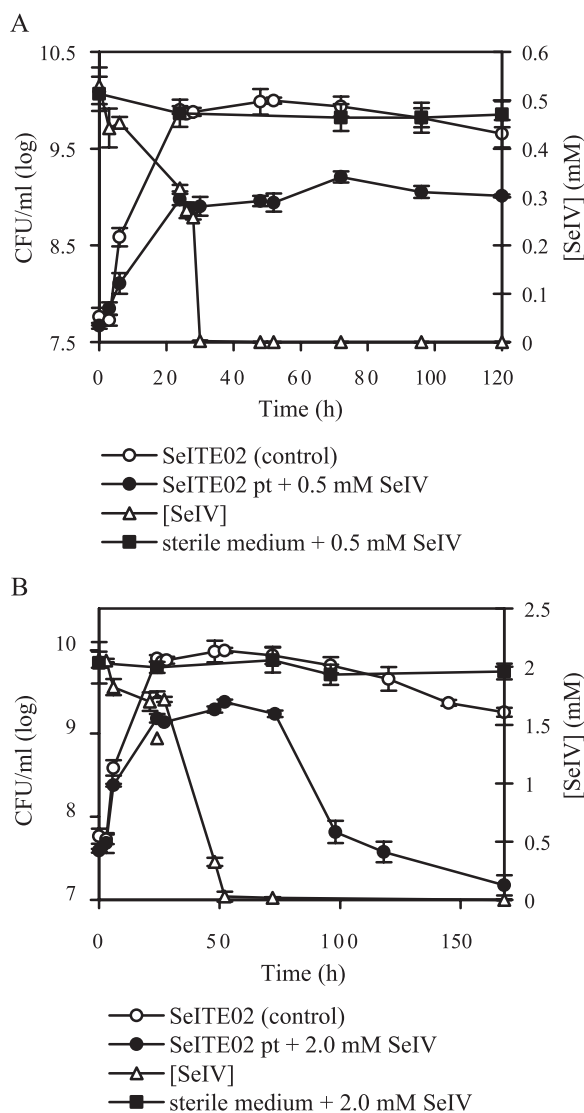 A
10.5
9.5
8.5
7.5
CFU/ml (log)
0.6
0.5
0.4
0.3
0.2
0.1
0
[SeIV] (mM)
0 20 40 60 80 100 120
Time (h)
SeITE02 (control)
SeITE02 pt + 0.5 mM SeIV
[SeIV]
sterile medium + 0.5 mM SeIV
B
10
9
8
7
CFU/ml (log)
2.5
2
1.5
1
0.5
0
[SeIV] (mM)
0 50 100 150
Time (h)
SeITE02 (control)
SeITE02 pt + 2.0 mM SeIV
[SeIV]
sterile medium + 2.0 mM SeIV